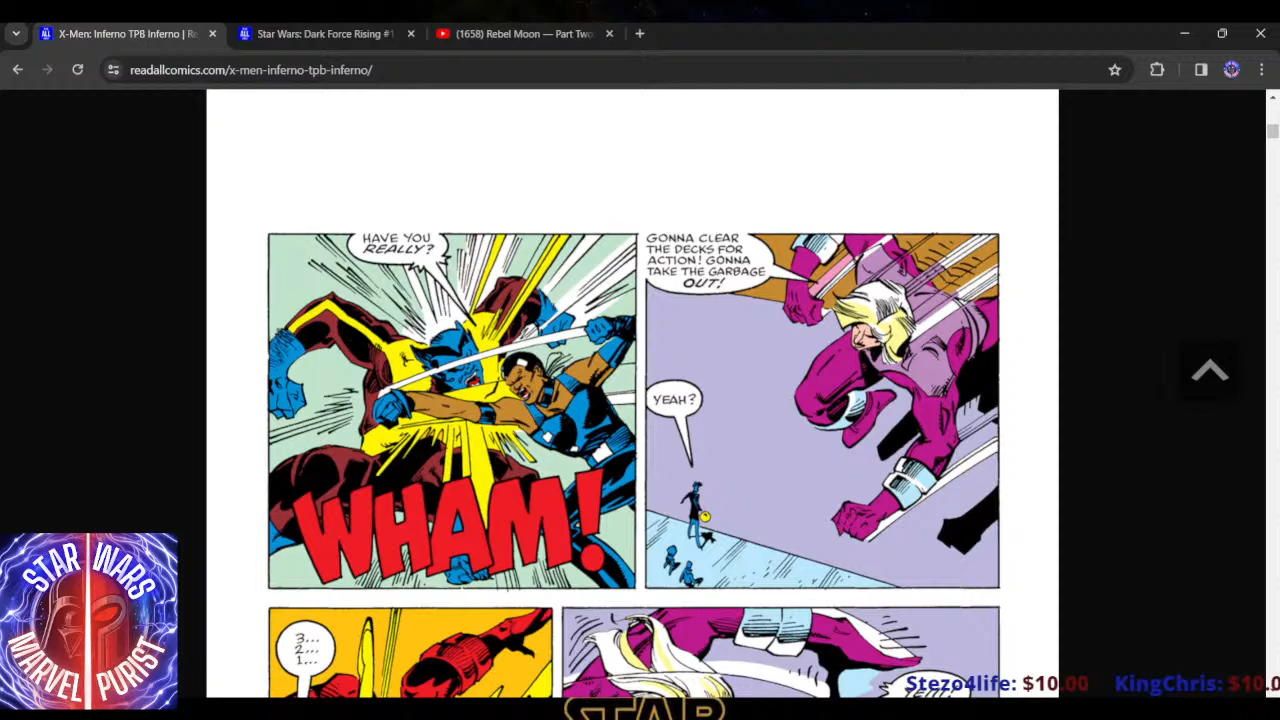 X-Men: Inferno TPB Inferno | Re
Star Wars: Dark Force Rising #1
(1658) Rebel Moon — Part Two
readallcomics.com/x-men-inferno-tpb-inferno/
HAVE YOU
REALLY?
WHAM!
GONNA CLEAR
THE DECKS FOR
ACTION! GONNA
TAKE THE GARBAGE
OUT!
YEAH?
3...
2...
1...
STAR WARS
MARVEL PURIST
Stezo4life: $10.00 KingChris: $10.0
STAR